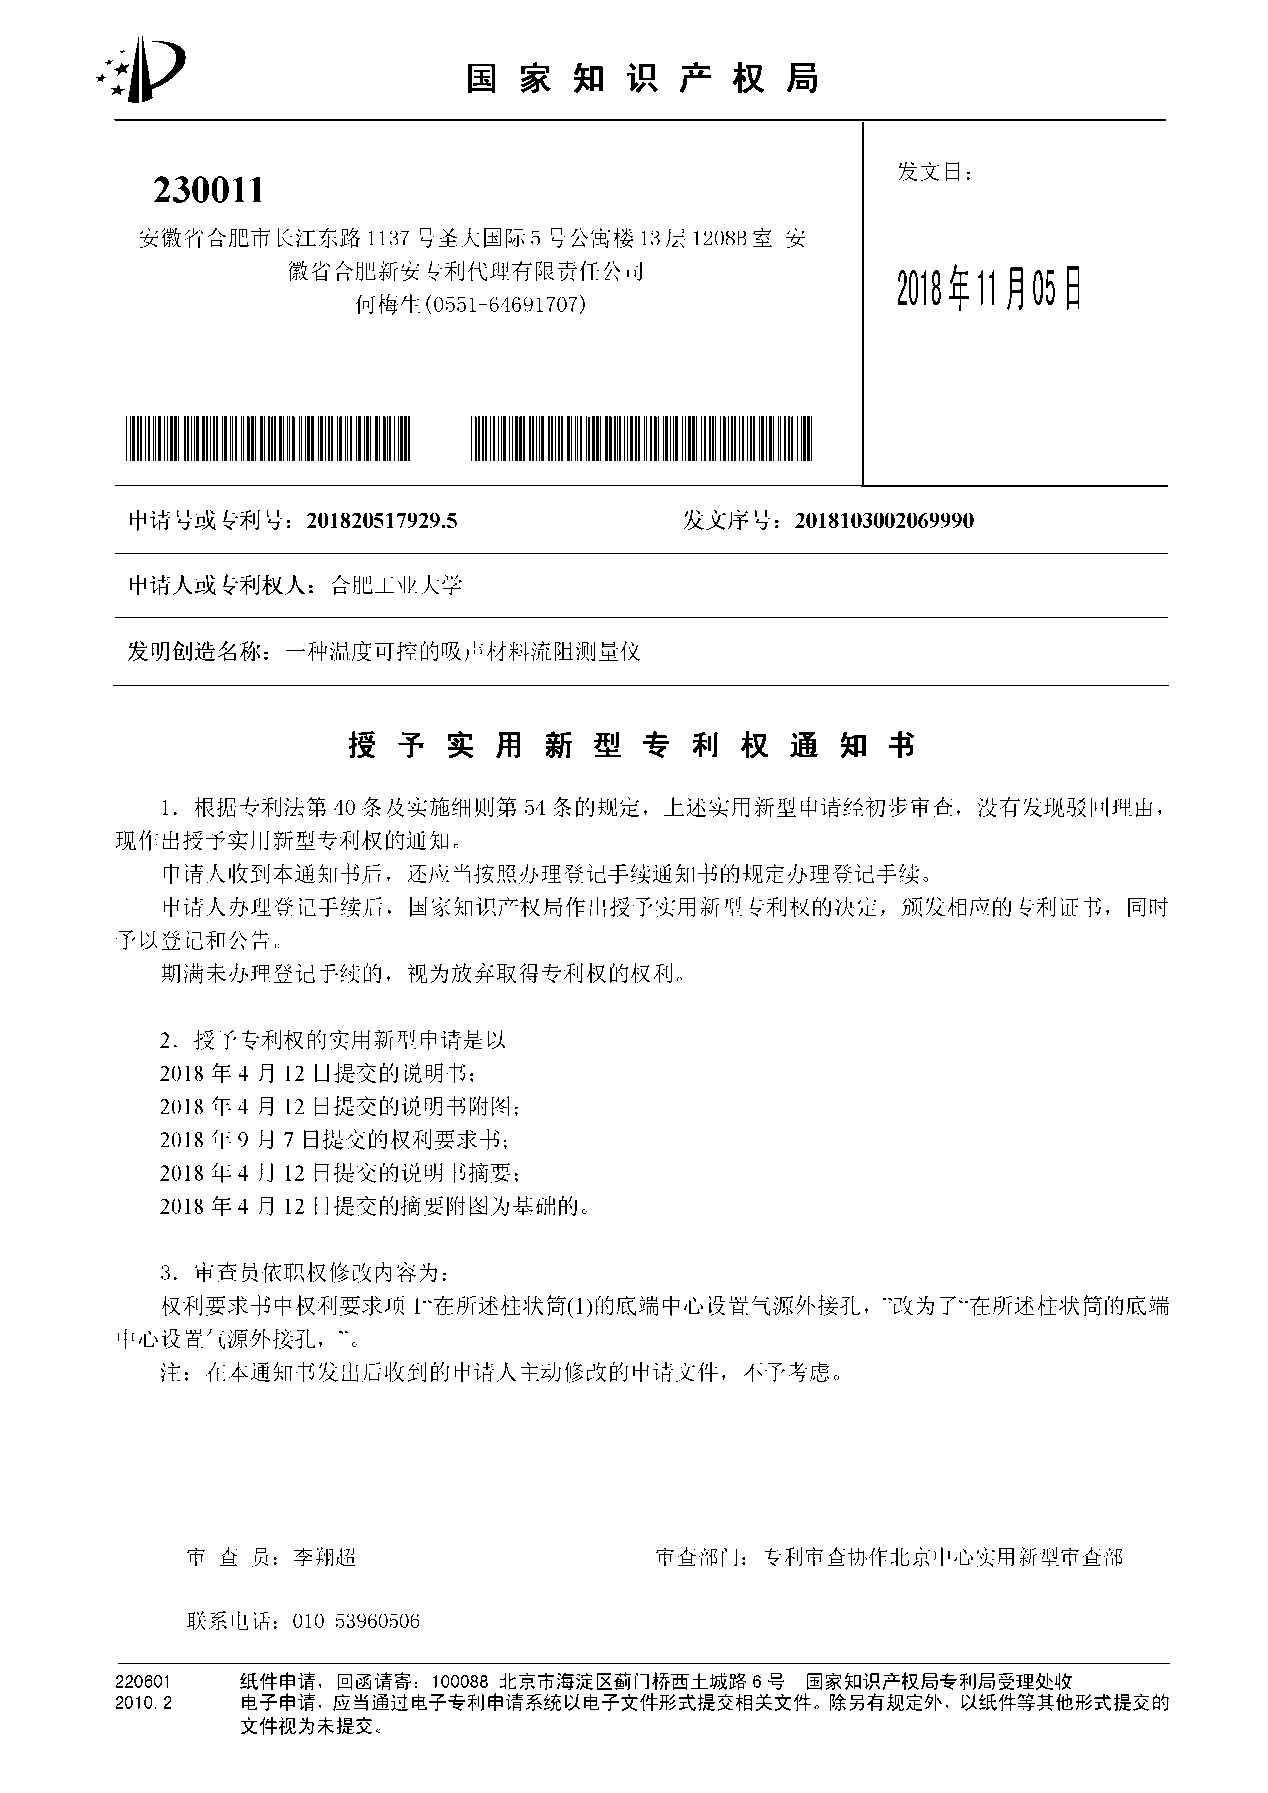 国家知识产权局
230011
发文日：
安徽省合肥市长江东路1137号圣大国际5号公寓楼13层1208B室 安
徽省合肥新安专利代理有限责任公司
何梅生(0551-64691707)
2018年11月05日
申请号或专利号：201820517929.5 发文序号：2018103002069990
申请人或专利权人：合肥工业大学
发明创造名称：一种温度可控的吸声材料流阻测量仪
授予实用新型专利权通知书
1．根据专利法第40条及实施细则第54条的规定，上述实用新型申请经初步审查，没有发现驳回理由，
现作出授予实用新型专利权的通知。
申请人收到本通知书后，还应当按照办理登记手续通知书的规定办理登记手续。
申请人办理登记手续后，国家知识产权局作出授予实用新型专利权的决定，颁发相应的专利证书，同时
予以登记和公告。
期满未办理登记手续的，视为放弃取得专利权的权利。
2．授予专利权的实用新型申请是以
2018年4月12日提交的说明书；
2018年4月12日提交的说明书附图；
2018年9月7日提交的权利要求书；
2018年4月12日提交的说明书摘要；
2018年4月12日提交的摘要附图为基础的。
3．审查员依职权修改内容为：
权利要求书中权利要求项1“在所述柱状筒(1)的底端中心设置气源外接孔，”改为了“在所述柱状筒的底端
中心设置气源外接孔，”。
注：在本通知书发出后收到的申请人主动修改的申请文件，不予考虑。
审 查 员：李翔超 审查部门：专利审查协作北京中心实用新型审查部
联系电话：010 53960506
220601 纸件申请，回函请寄：100088 北京市海淀区蓟门桥西土城路6号 国家知识产权局专利局受理处收
2010.2 电子申请，应当通过电子专利申请系统以电子文件形式提交相关文件。除另有规定外，以纸件等其他形式提交的
文件视为未提交。